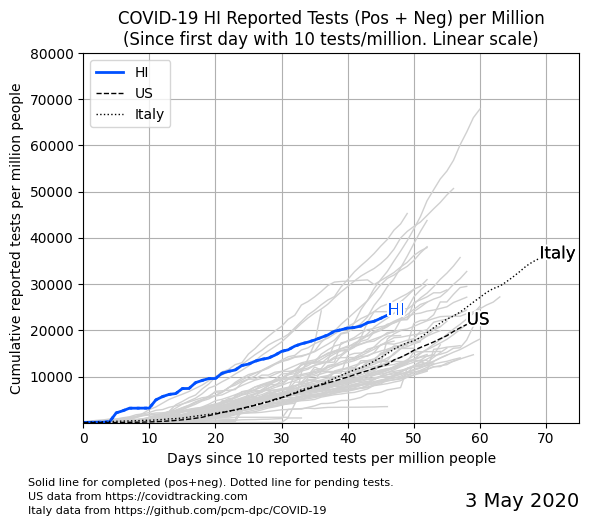 COVID-19 HI Reported Tests (Pos + Neg) per Million
(Since first day with 10 tests/million. Linear scale)
Cumulative reported tests per million people
80000
70000
60000
50000
40000
30000
20000
10000
HI
US
Italy
Italy
HI
US
0 10 20 30 40 50 60 70
Days since 10 reported tests per million people
Solid line for completed (pos+neg). Dotted line for pending tests.
US data from https://covidtracking.com
Italy data from https://github.com/pcm-dpc/COVID-19
3 May 2020